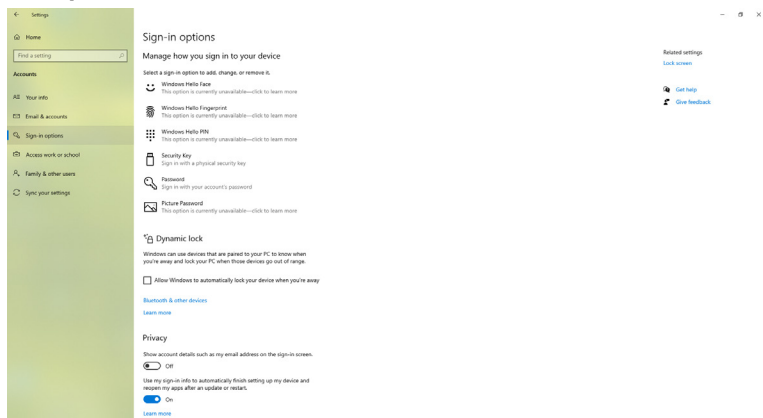 Settings
Home
Find a setting
Accounts
Your info
Email & accounts
Sign-in options
Access work or school
Family & other users
Sync your settings
Sign-in options
Manage how you sign in to your device
Select a sign-in option to add, change, or remove it.
Windows Hello Face
This option is currently unavailable—click to learn more
Windows Hello Fingerprint
This option is currently unavailable—click to learn more
Windows Hello PIN
This option is currently unavailable—click to learn more
Security Key
Sign in with a physical security key
Password
Sign in with your account's password
Picture Password
This option is currently unavailable—click to learn more
Dynamic lock
Windows can use devices that are paired to your PC to know when
you're away and lock your PC when those devices go out of range.
Allow Windows to automatically lock your device when you're away
Bluetooth & other devices
Learn more
Privacy
Show account details such as my email address on the sign-in screen.
Off
Use my sign-in info to automatically finish setting up my device and
reopen my apps after an update or restart.
On
Learn more
Related settings
Lock screen
Get help
Give feedback